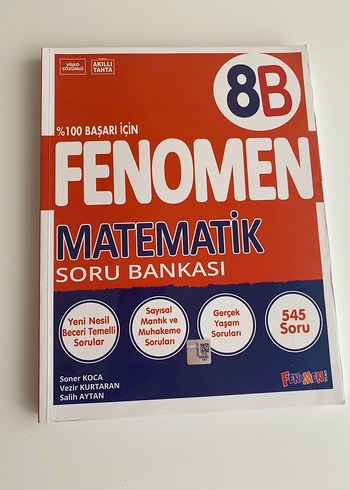 VİDEO
ÇÖZÜMLÜ
AKILLI
TAHTA
8B
%100 BAŞARI İÇİN
FENOMEN
MATEMATİK
SORU BANKASI
Yeni Nesil
Beceri Temelli
Sorular
Sayısal
Mantık ve
Muhakeme
Soruları
Gerçek
Yaşam
Soruları
545
Soru
Soner KOCA
Vezir KURTARAN
Salih AYTAN
FENOMEN